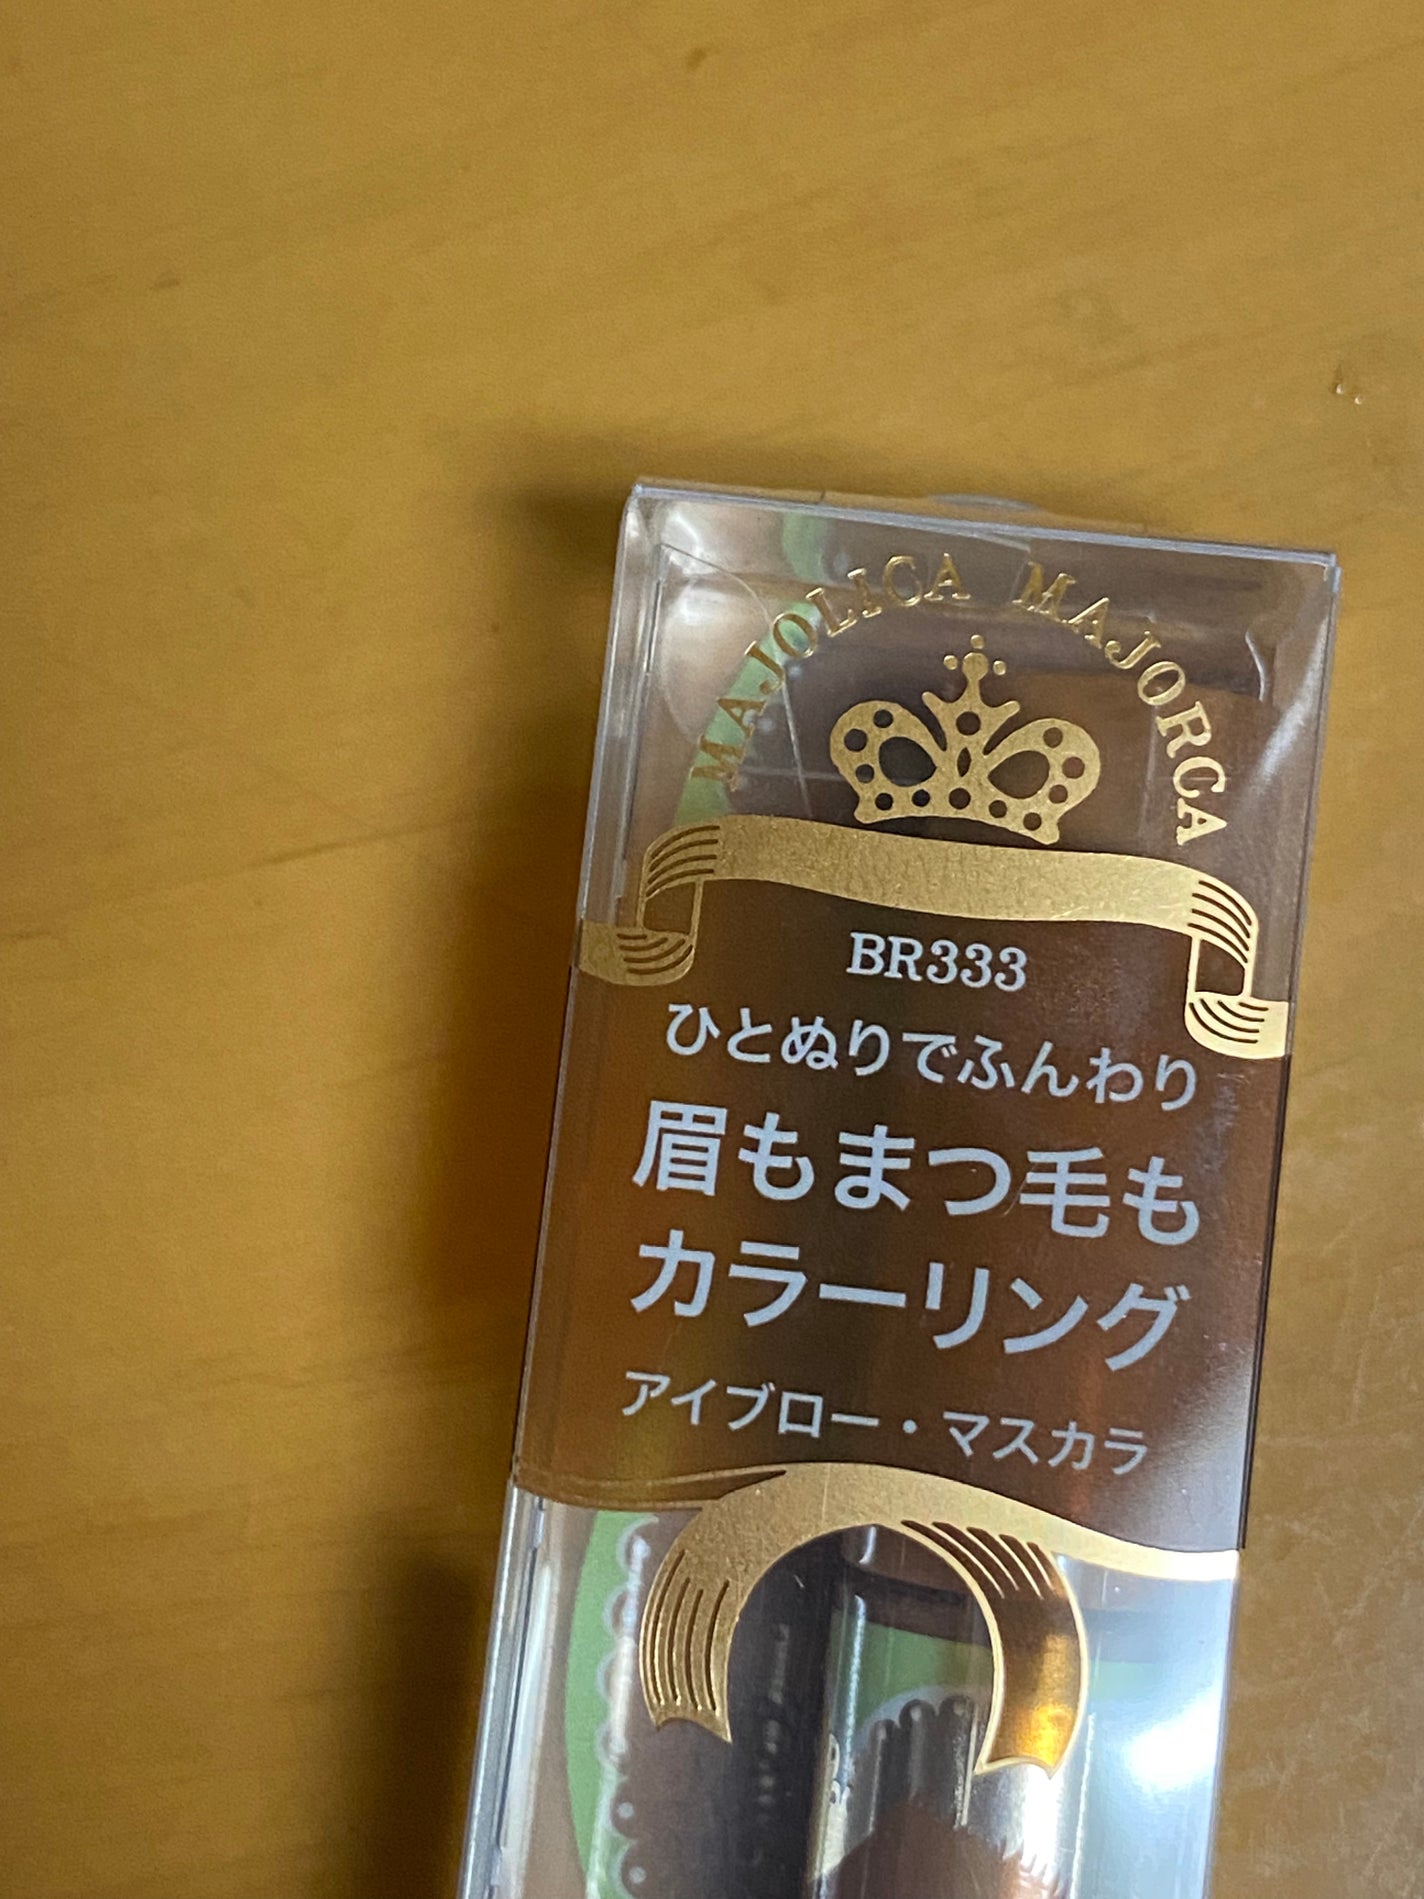 MAJOLICA MAJORCA
BR333
ひとぬりでふんわり
眉もまつ毛も
カラーリング
アイブロー・マスカラ